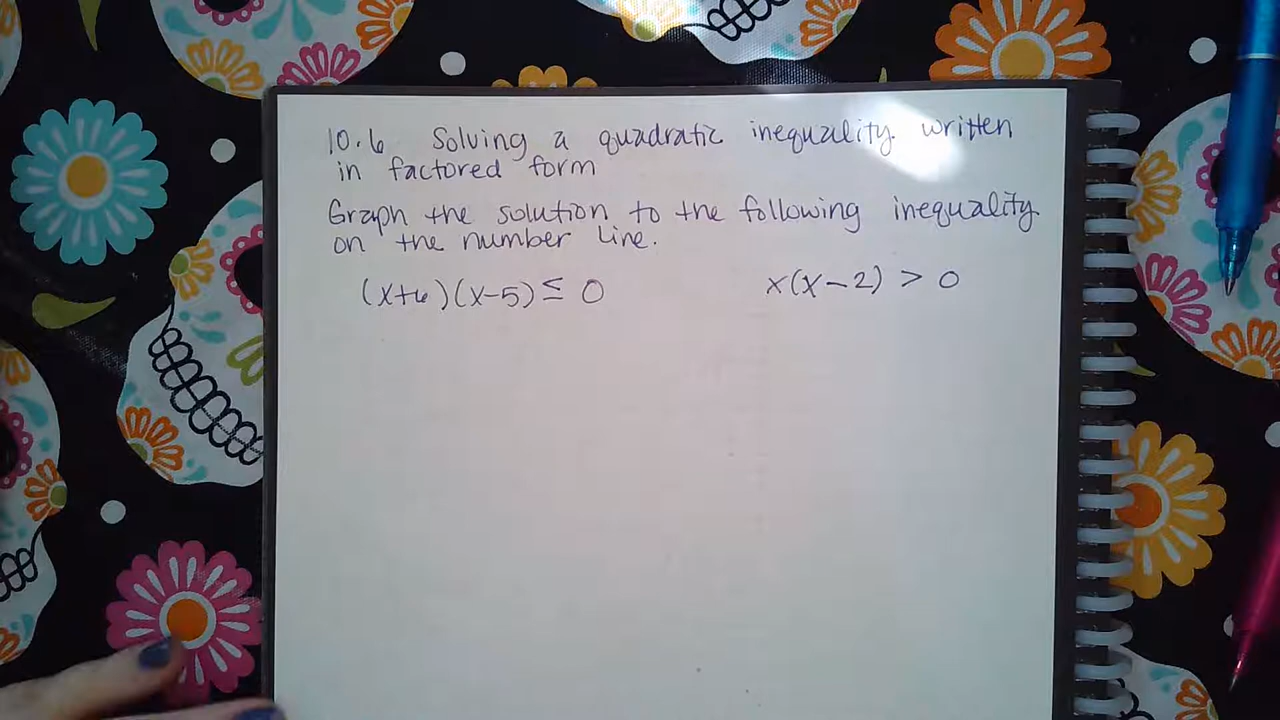 10.6 Solving a quadratic inequality written
in factored form
Graph the solution to the following inequality
on the number line.
(x+6)(x-5) ≤ 0
x(x-2) > 0